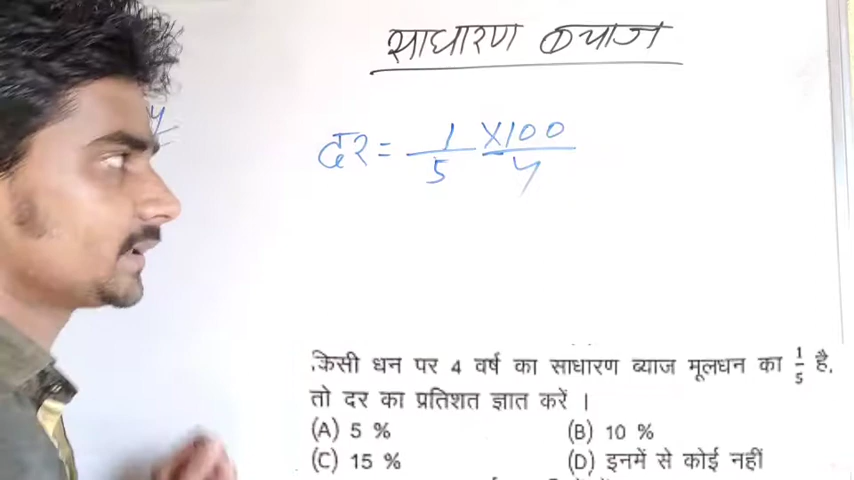 साधारण ब्याज
दर = 1/5 × 100/4
.किसी धन पर 4 वर्ष का साधारण ब्याज मूलधन का 1/5 है,
तो दर का प्रतिशत ज्ञात करें ।
(A) 5 % (B) 10 %
(C) 15 % (D) इनमें से कोई नहीं